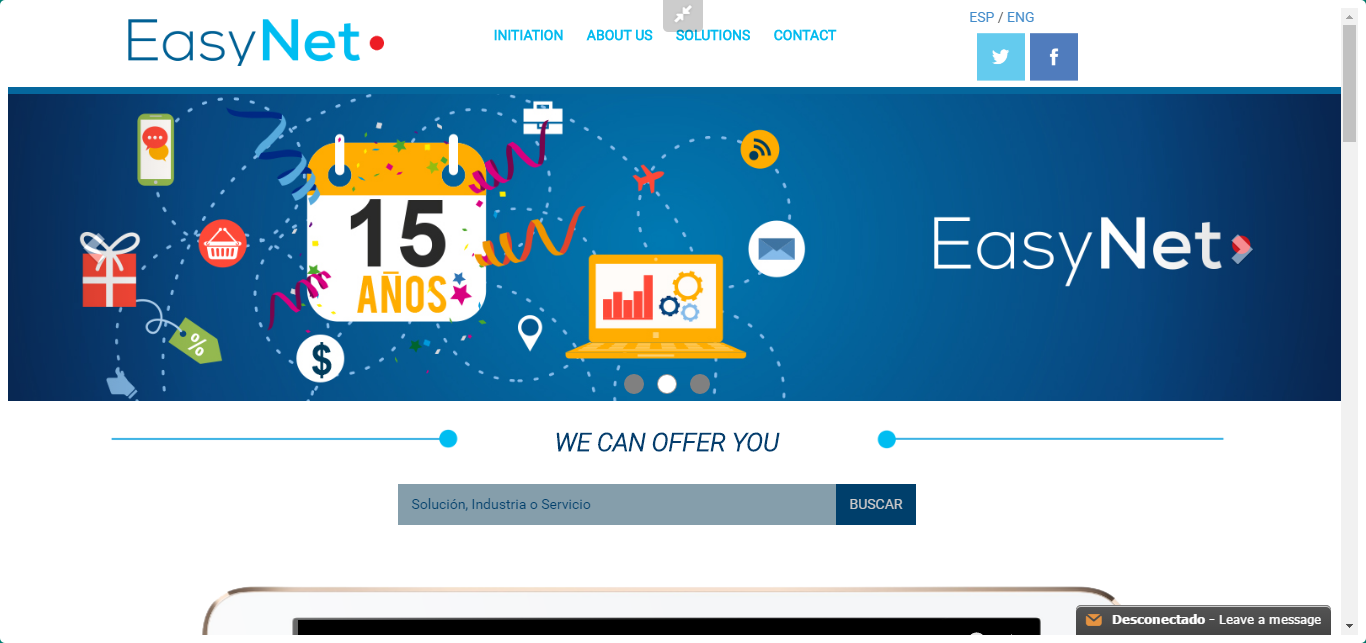 EasyNet
INITIATION ABOUT US SOLUTIONS CONTACT
ESP / ENG
15
AÑOS
%
$
EasyNet
WE CAN OFFER YOU
Solución, Industria o Servicio
BUSCAR
Desconectado - Leave a message